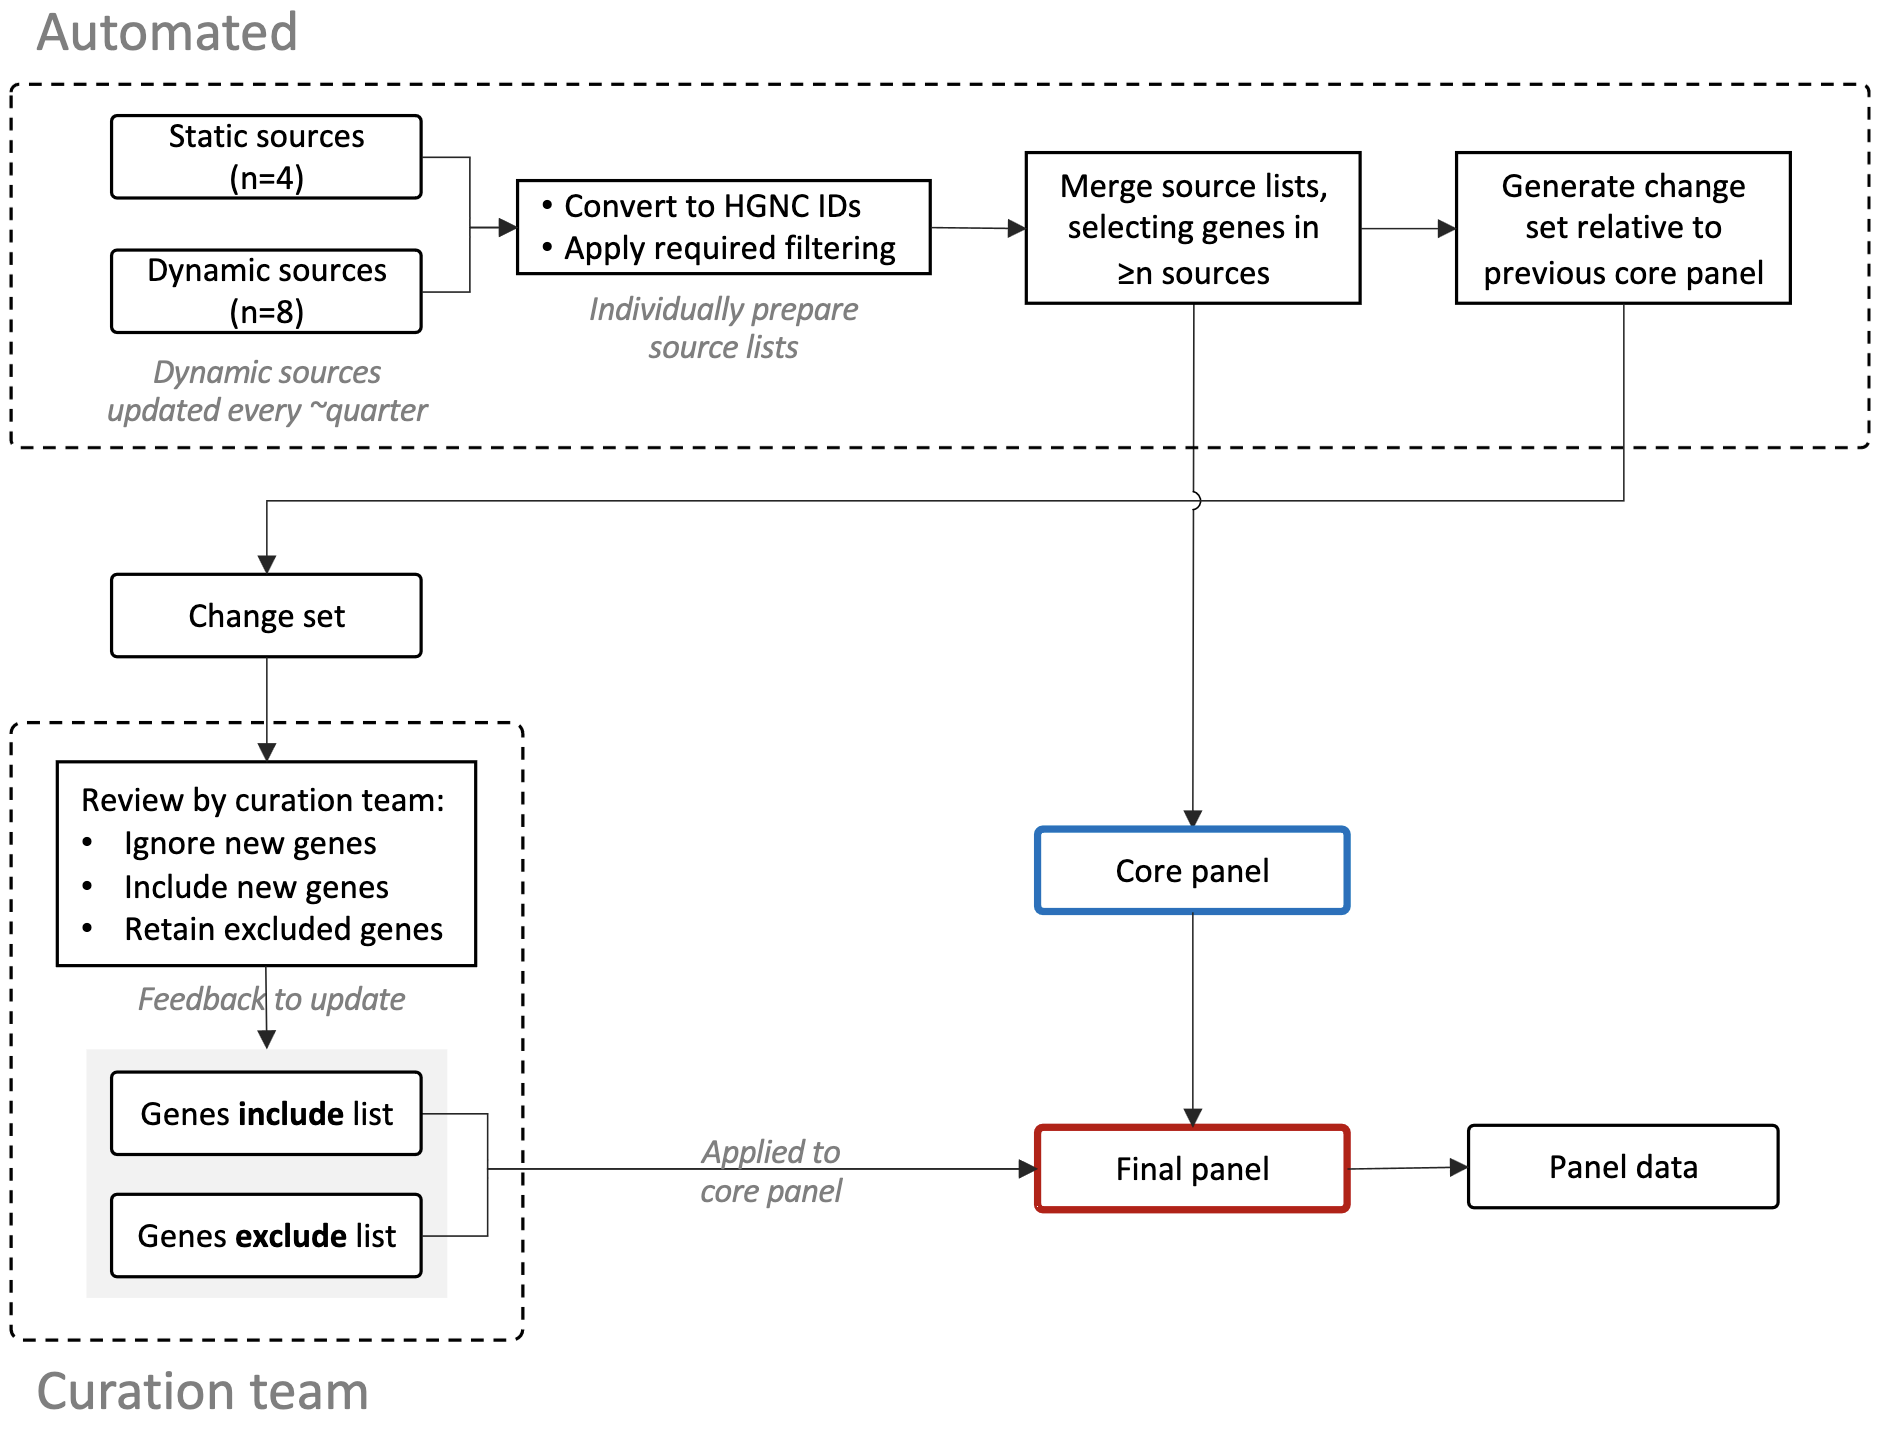 Automated
Static sources
(n=4)
Dynamic sources
(n=8)
Dynamic sources
updated every ~quarter
• Convert to HGNC IDs
• Apply required filtering
Individually prepare
source lists
Merge source lists,
selecting genes in
≥n sources
Generate change
set relative to
previous core panel
Change set
Review by curation team:
• Ignore new genes
• Include new genes
• Retain excluded genes
Feedback to update
Genes include list
Genes exclude list
Applied to
core panel
Core panel
Final panel
Panel data
Curation team